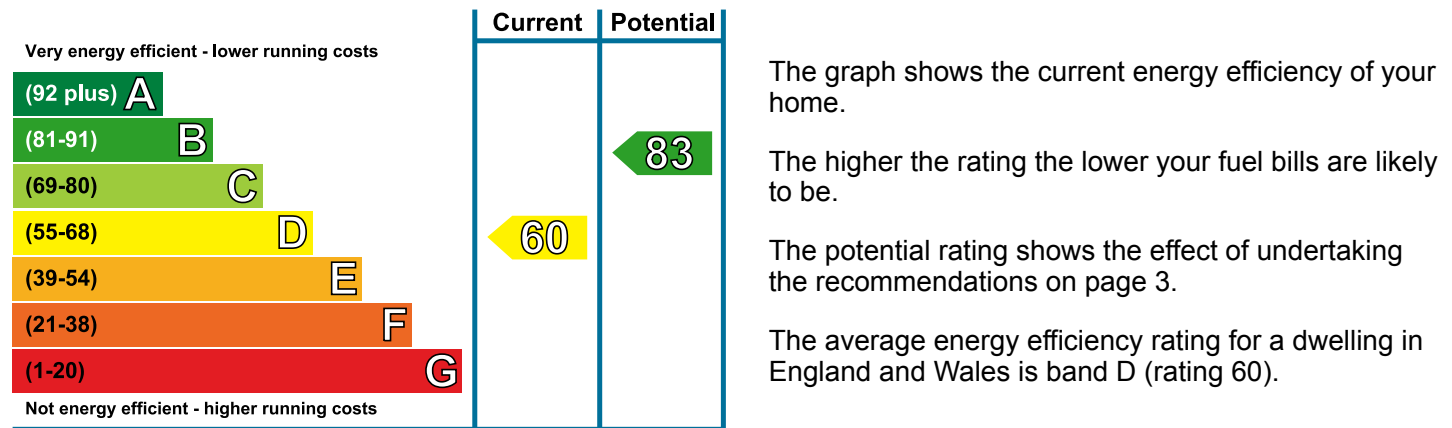 Current Potential
Very energy efficient - lower running costs
(92 plus) A
(81-91) B
83
(69-80) C
(55-68) D
60
(39-54) E
(21-38) F
(1-20) G
Not energy efficient - higher running costs
The graph shows the current energy efficiency of your
home.
The higher the rating the lower your fuel bills are likely
to be.
The potential rating shows the effect of undertaking
the recommendations on page 3.
The average energy efficiency rating for a dwelling in
England and Wales is band D (rating 60).